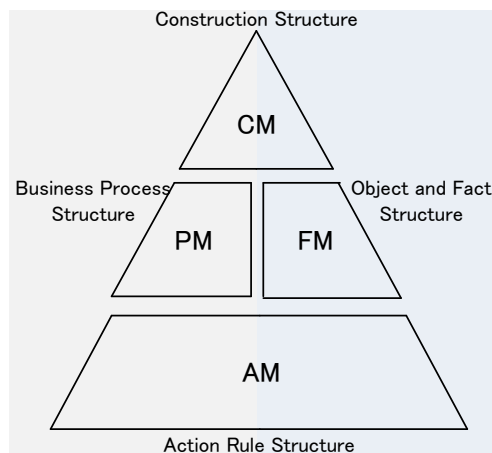 Construction Structure
CM
Business Process
Structure
Object and Fact
Structure
PM
FM
AM
Action Rule Structure